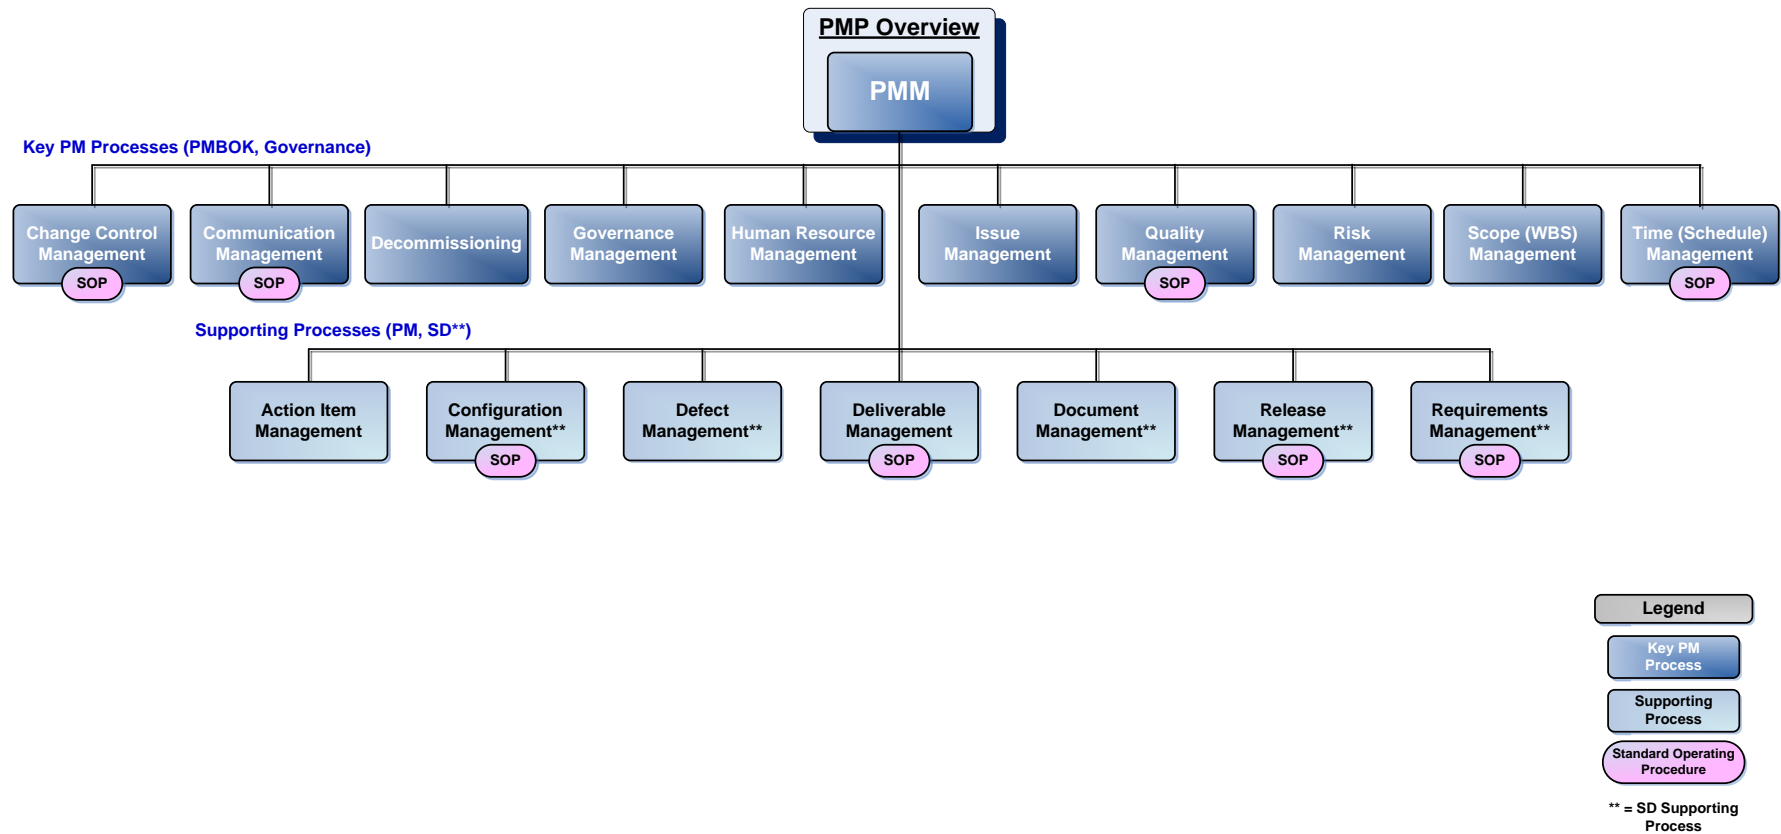 PMP Overview
PMM
Key PM Processes (PMBOK, Governance)
Change Control
Management
SOP
Communication
Management
SOP
Decommissioning
Governance
Management
Human Resource
Management
Issue
Management
Quality
Management
SOP
Risk
Management
Scope (WBS)
Management
Time (Schedule)
Management
SOP
Supporting Processes (PM, SD**)
Action Item
Management
Configuration
Management**
SOP
Defect
Management**
Deliverable
Management
SOP
Document
Management**
Release
Management**
SOP
Requirements
Management**
SOP
Legend
Key PM
Process
Supporting
Process
Standard Operating
Procedure
** = SD Supporting
Process